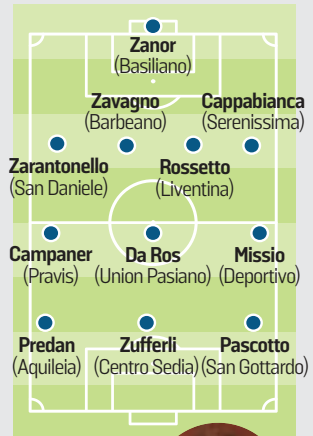 Zanor
(Basiliano)
Zavagno
(Barbeano)
Cappabianca
(Serenissima)
Zarantonello
(San Daniele)
Rossetto
(Liventina)
Campaner
(Pravis)
Da Ros
(Union Pasiano)
Missio
(Deportivo)
Predan
(Aquileia)
Zufferli
(Centro Sedia)
Pascotto
(San Gottardo)